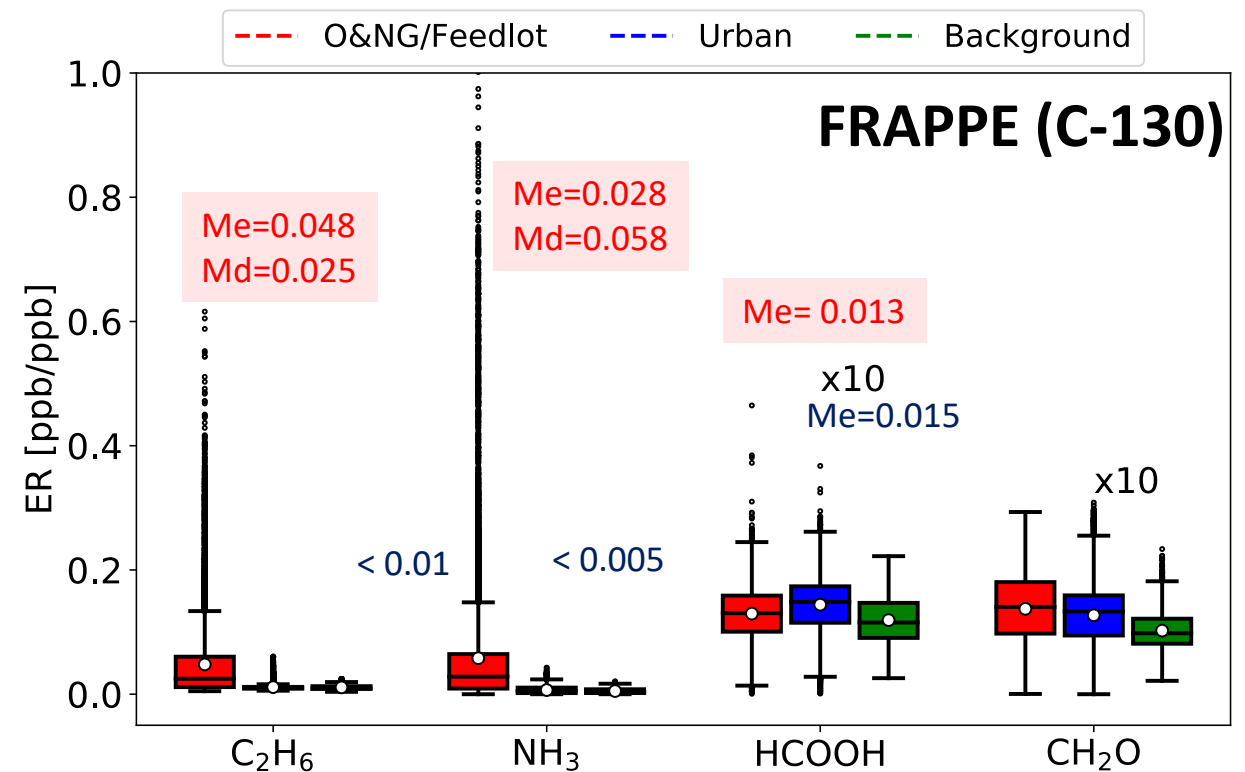 O&NG/Feedlot Urban Background
FRAPPE (C-130)
ER [ppb/ppb]
1.0
0.8
0.6
0.4
0.2
0.0
Me=0.048
Md=0.025
Me=0.028
Md=0.058
Me= 0.013
x10
Me=0.015
x10
< 0.01
< 0.005
C₂H₆ NH₃ HCOOH CH₂O